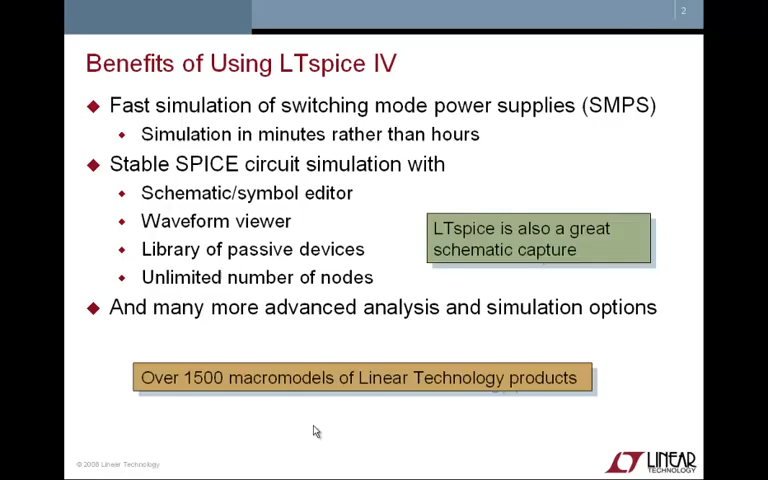 2
Benefits of Using LTspice IV
Fast simulation of switching mode power supplies (SMPS)
Simulation in minutes rather than hours
Stable SPICE circuit simulation with
Schematic/symbol editor
Waveform viewer
Library of passive devices
Unlimited number of nodes
LTspice is also a great
schematic capture
And many more advanced analysis and simulation options
Over 1500 macromodels of Linear Technology products
© 2008 Linear Technology
LINEAR
TECHNOLOGY